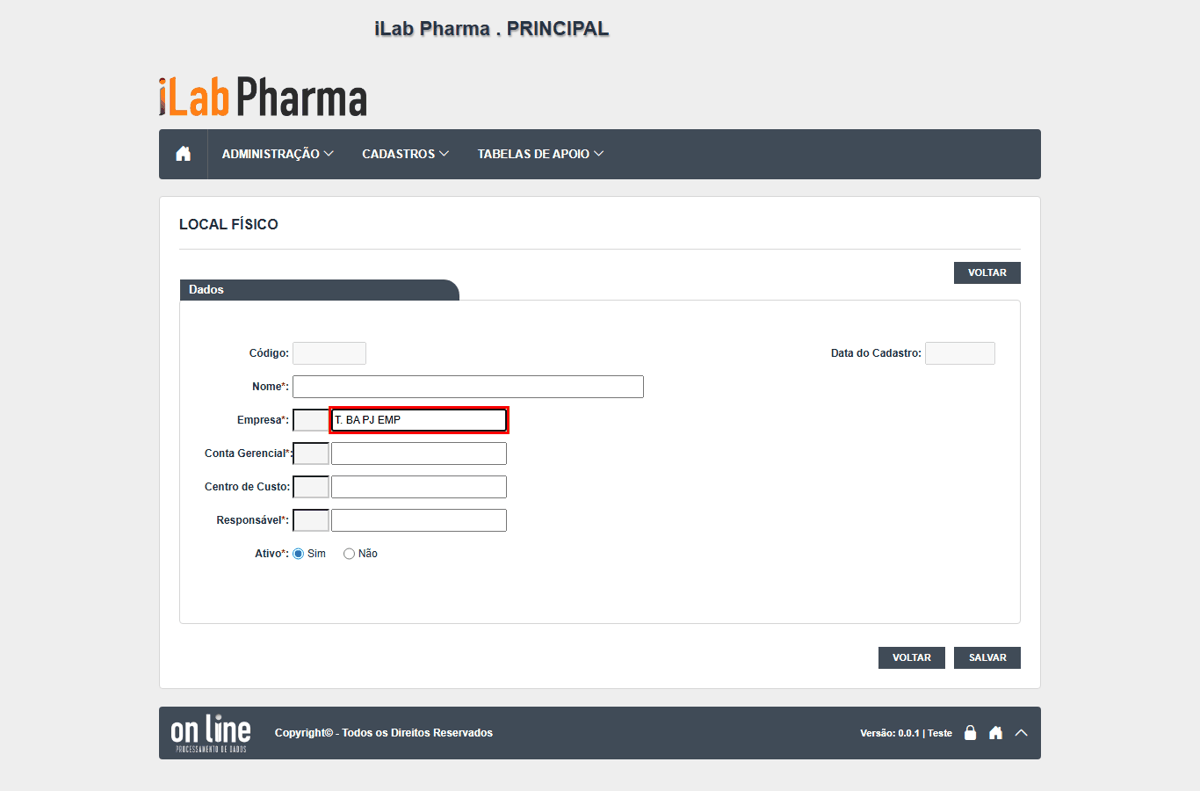 iLab Pharma . PRINCIPAL
iLab Pharma
ADMINISTRAÇÃO CADASTROS TABELAS DE APOIO
LOCAL FÍSICO
VOLTAR
Dados
Código: Data do Cadastro:
Nome*:
Empresa*: T. BA PJ EMP
Conta Gerencial*:
Centro de Custo:
Responsável*:
Ativo*: Sim Não
VOLTAR SALVAR
on line
PROCESSAMENTO DE DADOS
Copyright© - Todos os Direitos Reservados
Versão: 0.0.1 | Teste